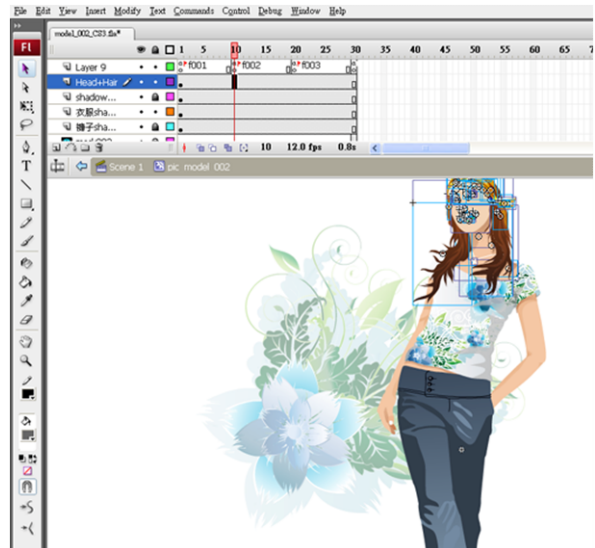 File Edit View Insert Modify Text Commands Control Debug Window Help
model_002_CS3.fla*
Fl
1 5 10 15 20 25 30 35 40 45 50 55 60 65 7
Layer 9 f001 f002 f003
Head+Hair
shadow...
衣服sha...
褲子sha...
10 12.0 fps 0.8s
Scene 1 pic model 002
T